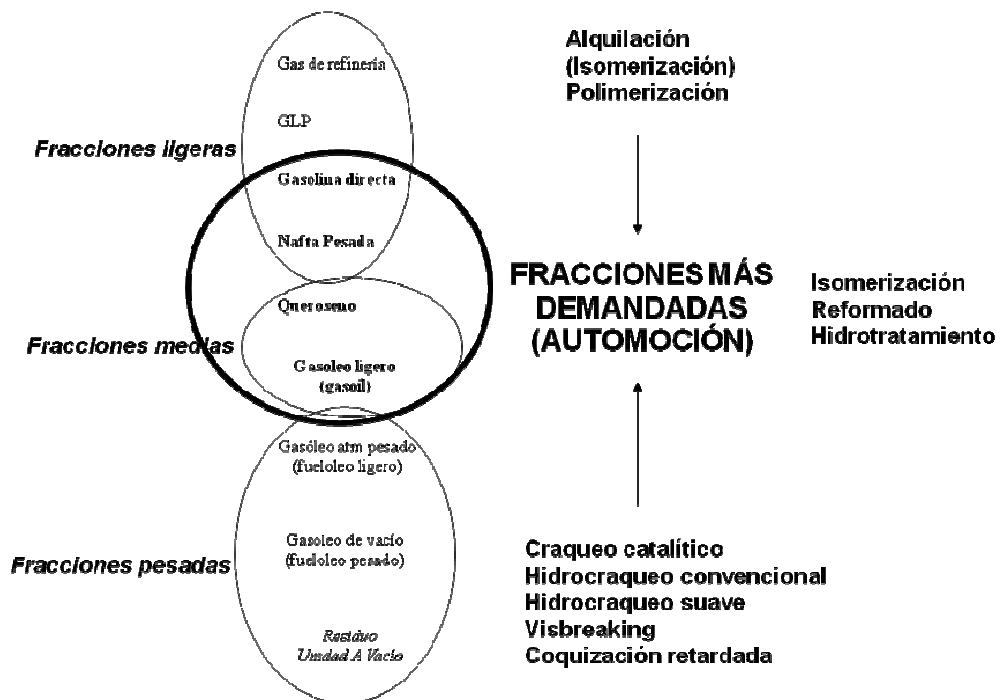 Gas de refinería
GLP
Fracciones ligeras
Gasolina directa
Nafta Pesada
Queroseno
Fracciones medias
Gasoleo ligero
(gasoil)
Gasóleo atm pesado
(fueloleo ligero)
Gasoleo de vacío
(fueloleo pesado)
Fracciones pesadas
Residuo
Unidad A Vacío
Alquilación
(Isomerización)
Polimerización
FRACCIONES MÁS
DEMANDADAS
(AUTOMOCIÓN)
Isomerización
Reformado
Hidrotratamiento
Craqueo catalítico
Hidrocraqueo convencional
Hidrocraqueo suave
Visbreaking
Coquización retardada